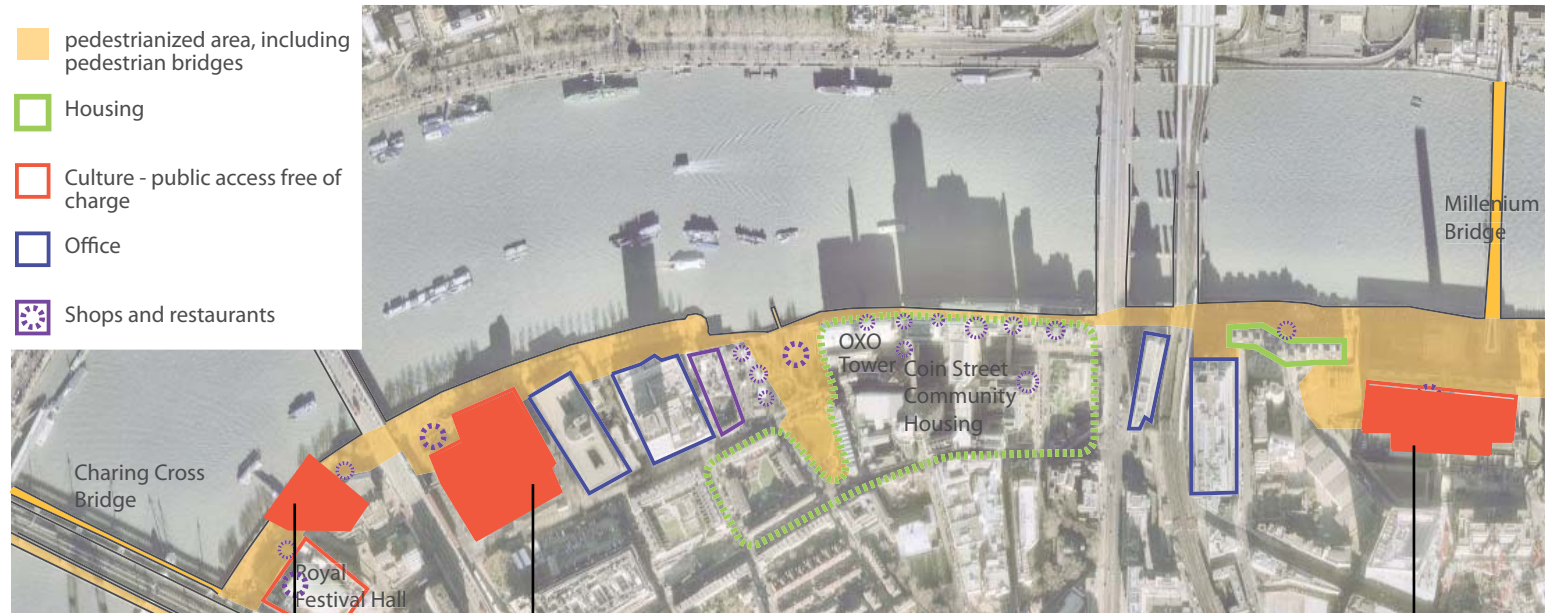 pedestrianized area, including
pedestrian bridges
Housing
Culture - public access free of
charge
Office
Shops and restaurants
Millenium
Bridge
OXO
Tower
Coin Street
Community
Housing
Charing Cross
Bridge
Royal
Festival Hall